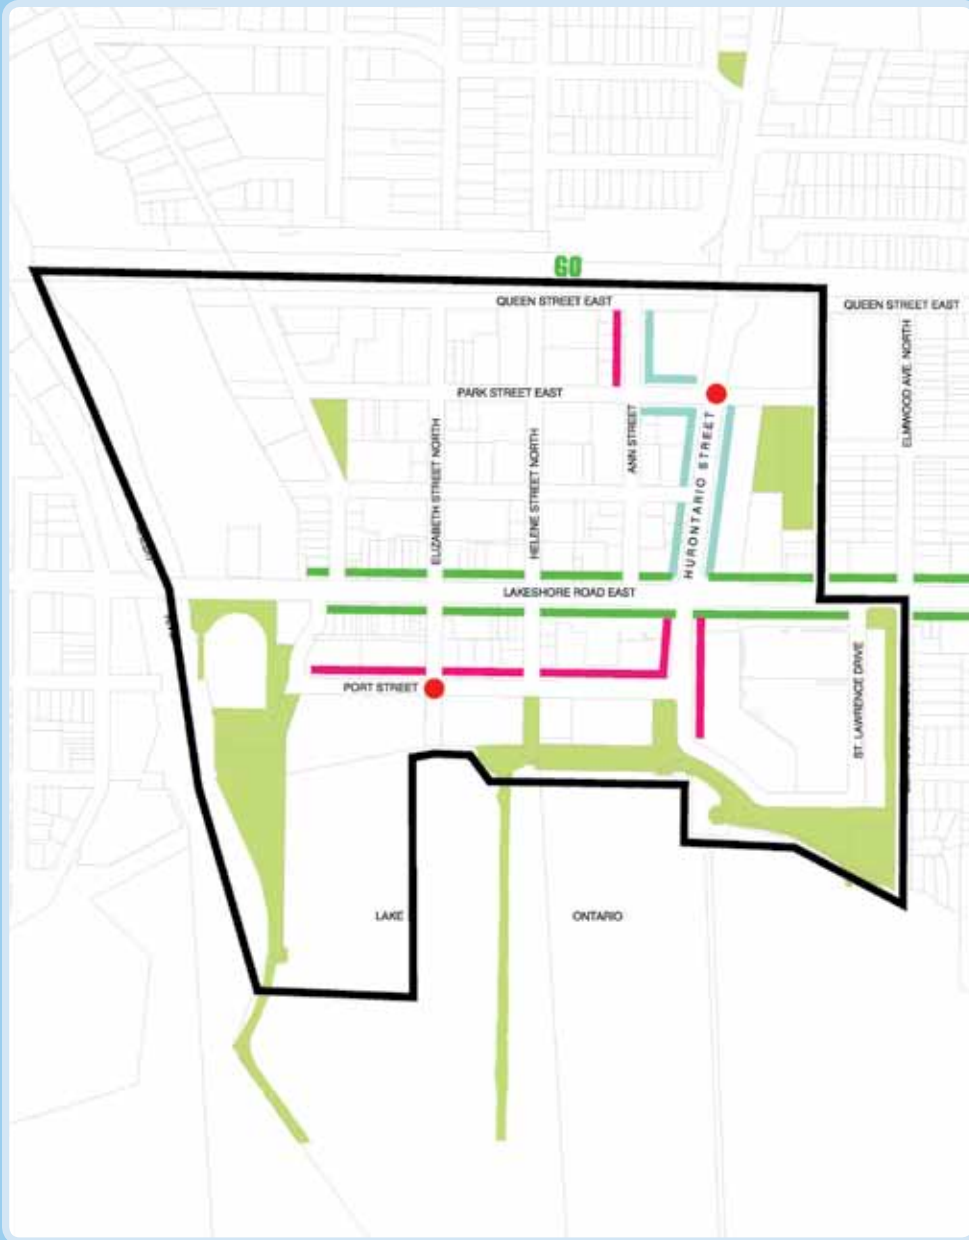 GO
QUEEN STREET EAST
QUEEN STREET EAST
ELMWOOD AVE. NORTH
PARK STREET EAST
ANN STREET
HURONTARIO STREET
ELIZABETH STREET NORTH
HELENE STREET NORTH
LAKESHORE ROAD EAST
PORT STREET
ST. LAWRENCE DRIVE
LAKE
ONTARIO